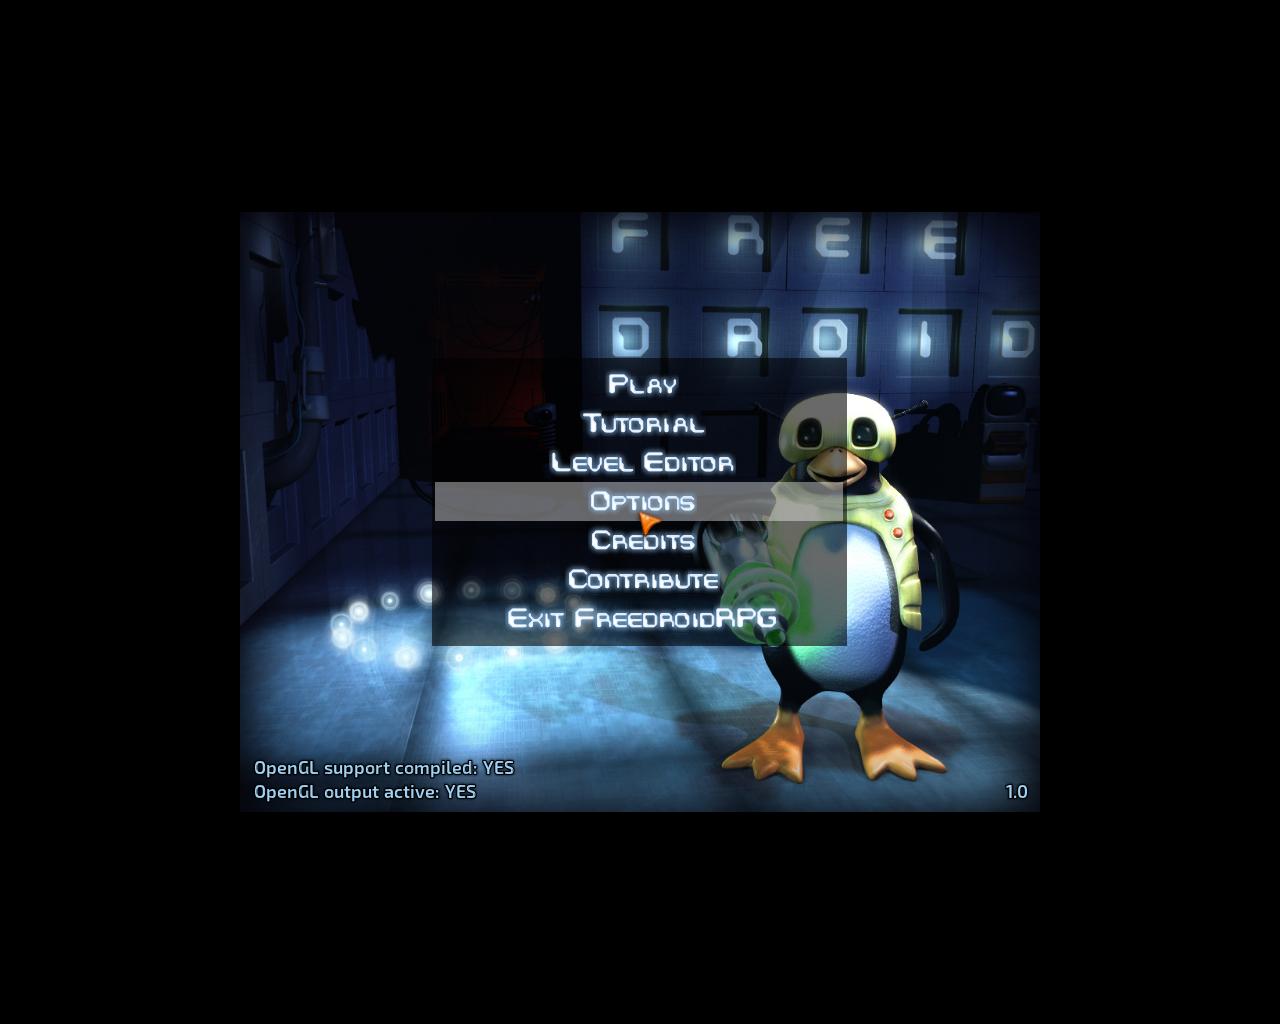 FREE
DROID
Play
Tutorial
Level Editor
Options
Credits
Contribute
Exit FreedroidRPG
OpenGL support compiled: YES
OpenGL output active: YES
1.0